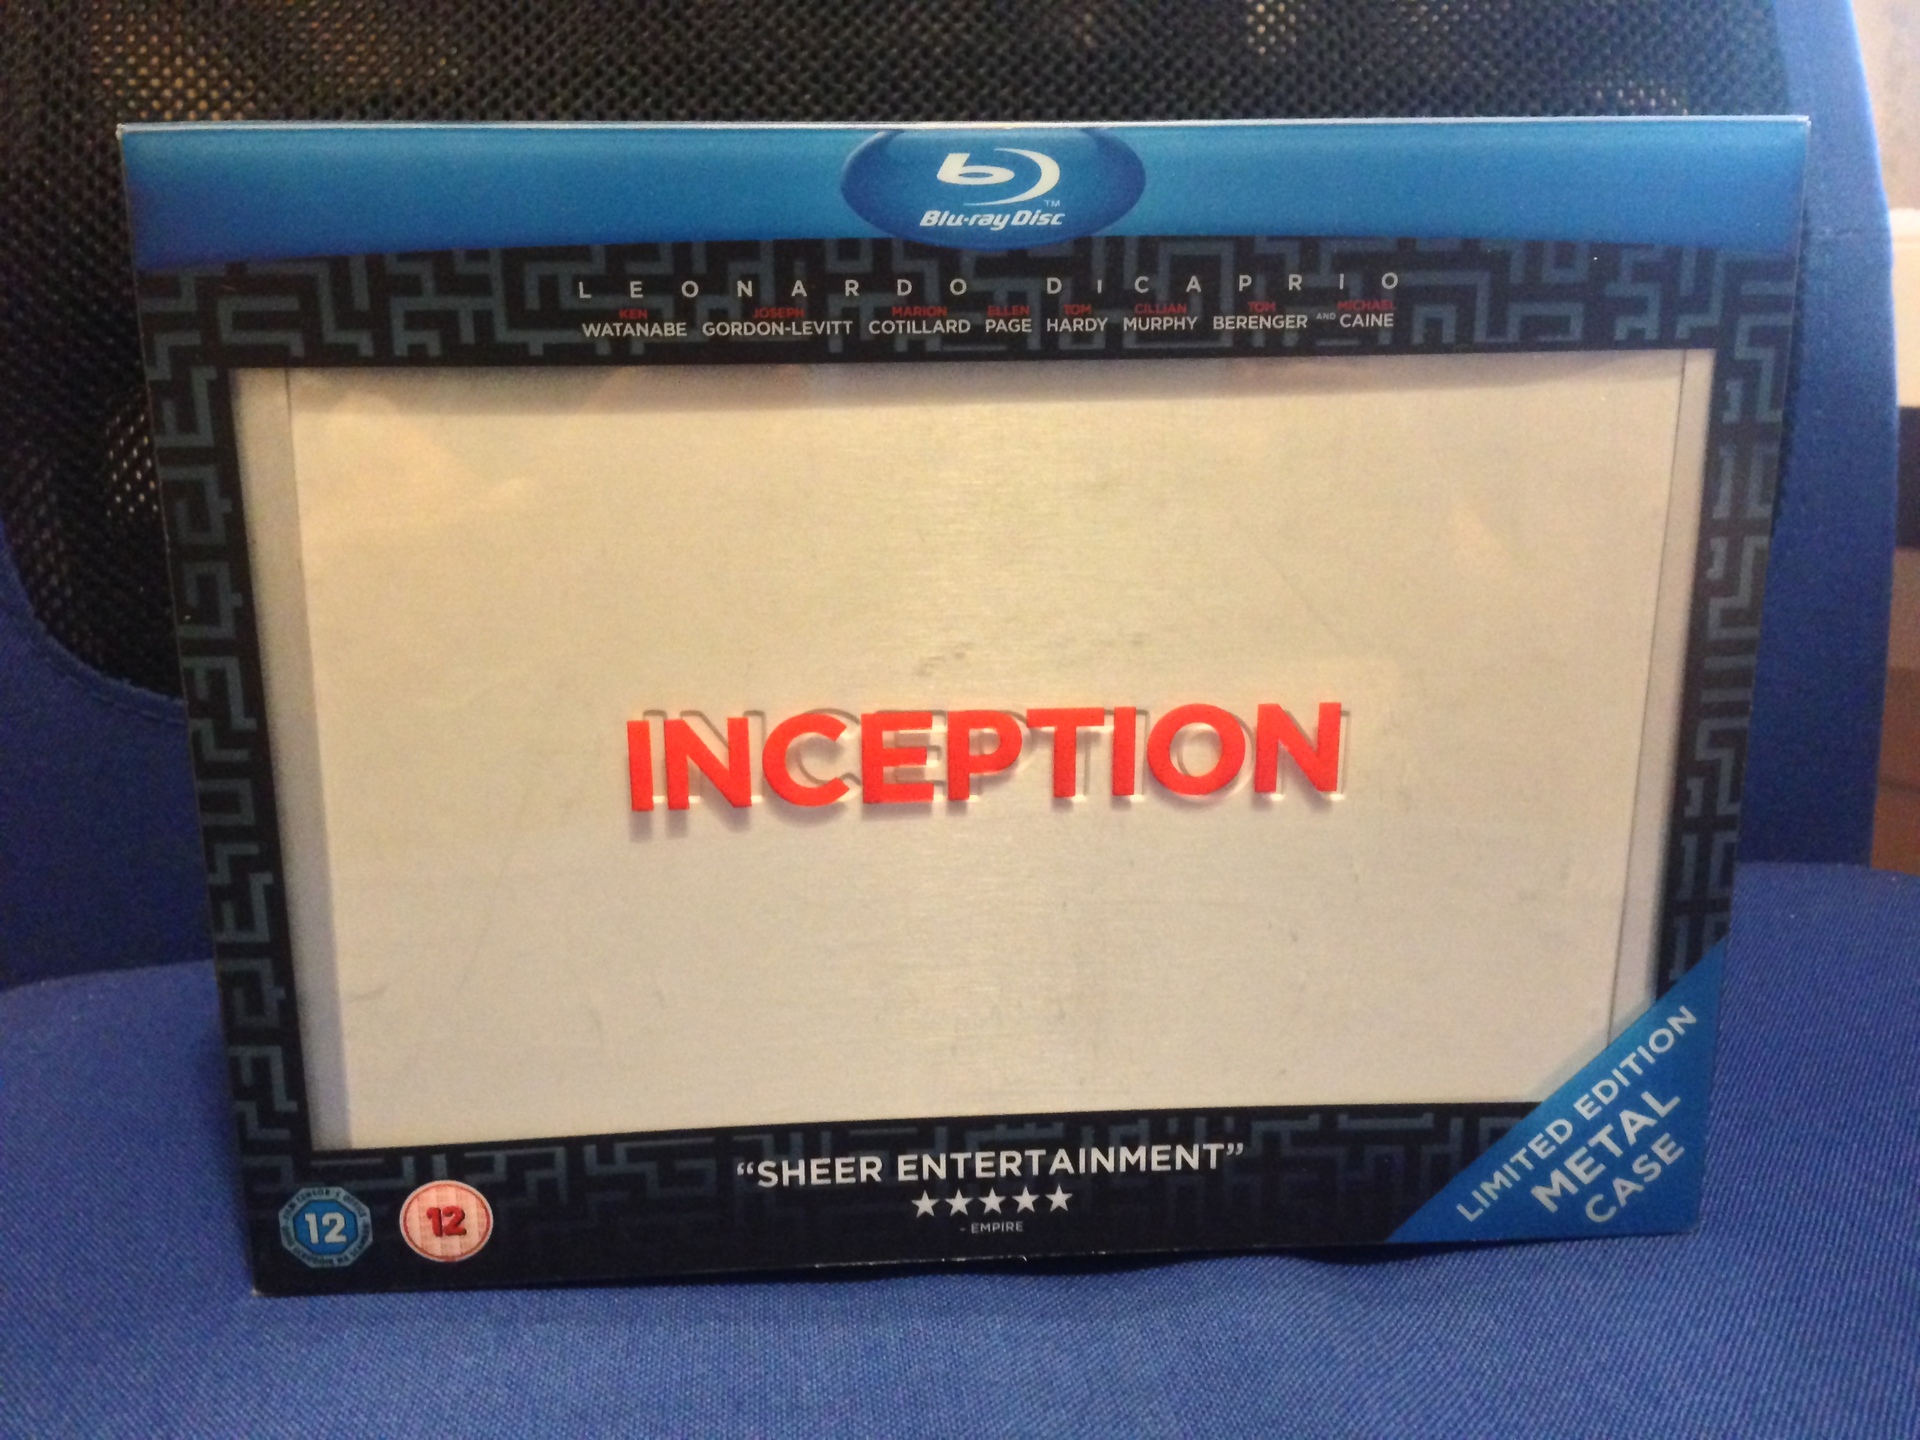 Blu-ray Disc™
LEONARDO DICAPRIO
KEN JOSEPH MARION ELLEN TOM CILLIAN TOM MICHAEL
WATANABE GORDON-LEVITT COTILLARD PAGE HARDY MURPHY BERENGER AND CAINE
INCEPTION
LIMITED EDITION
METAL
CASE
“SHEER ENTERTAINMENT”
★★★★★
- EMPIRE
12
12